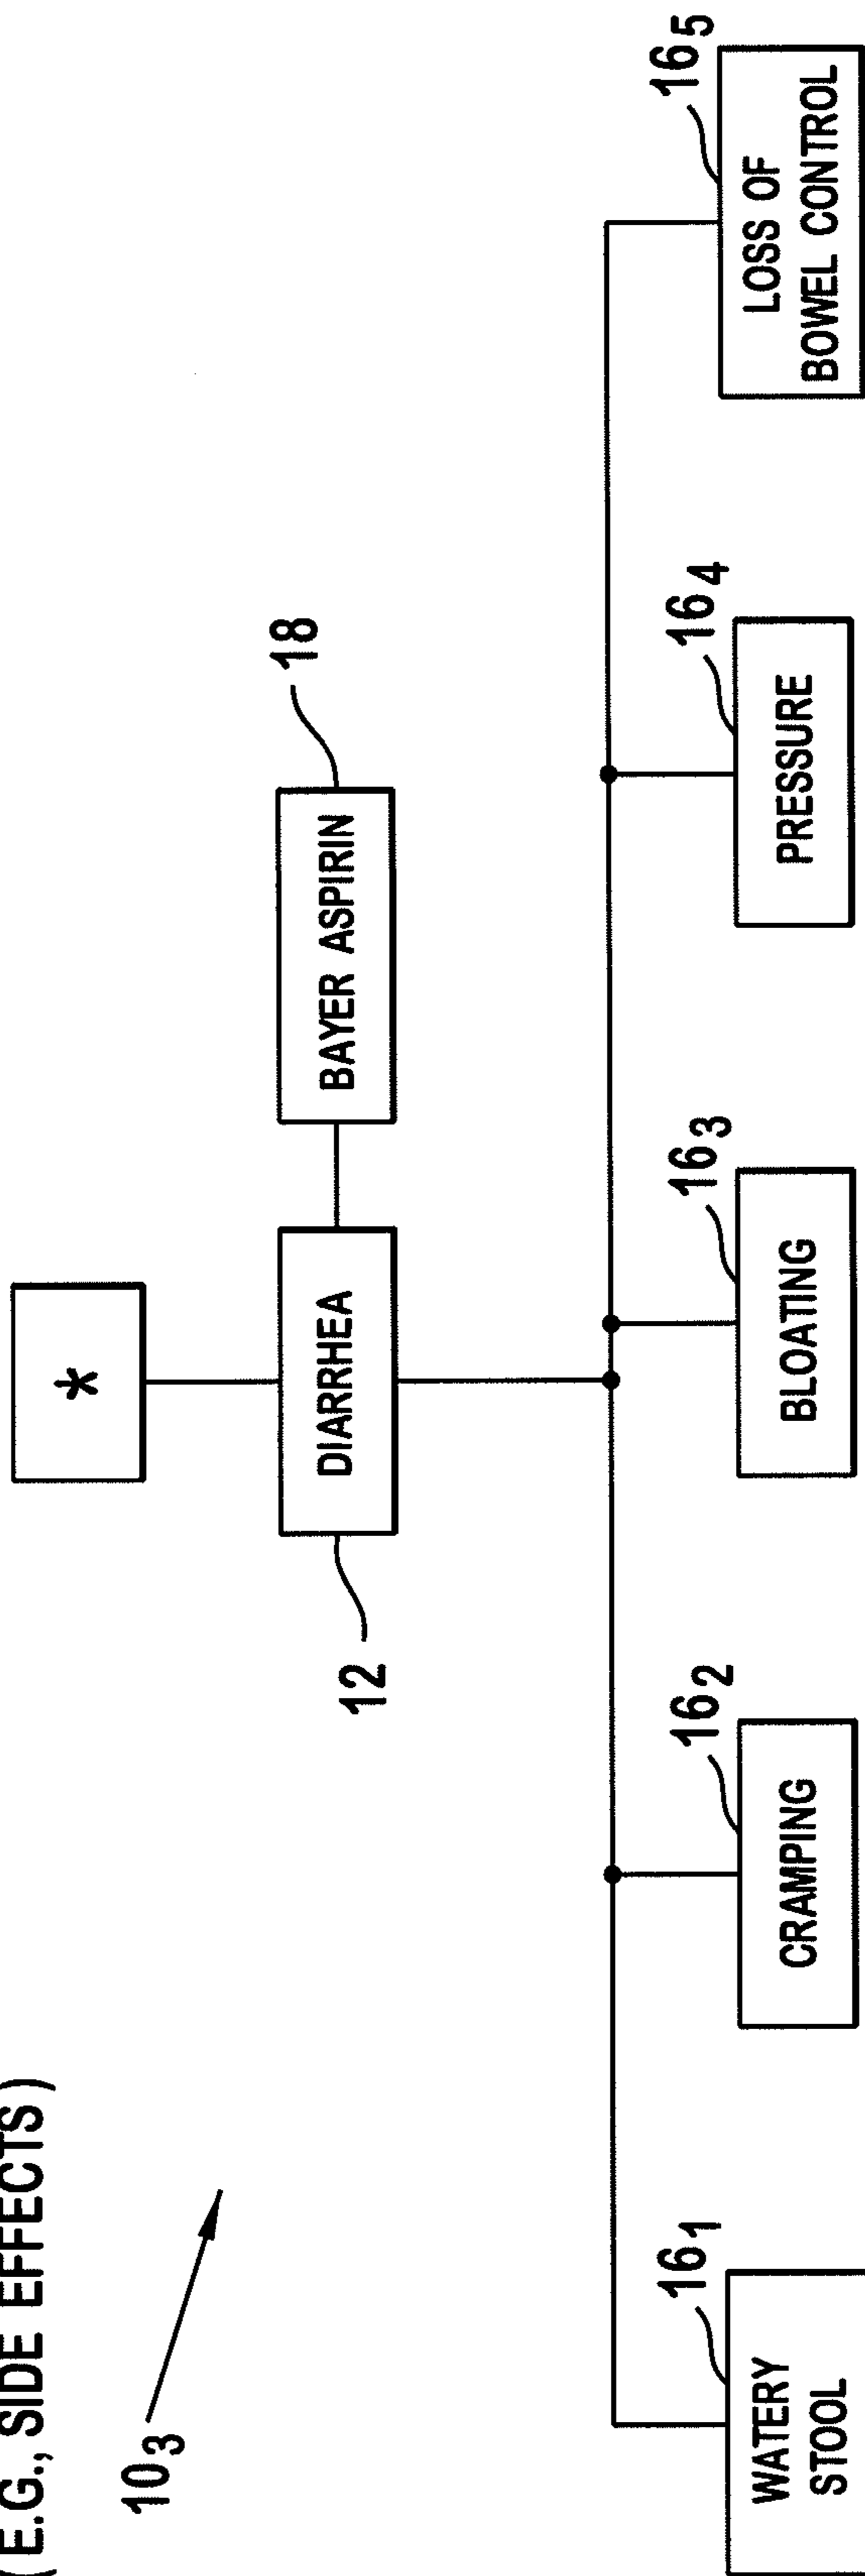 ( E.G., SIDE EFFECTS )
10₃
*
DIARRHEA
12
BAYER ASPIRIN
18
16₁
WATERY
STOOL
16₂
CRAMPING
16₃
BLOATING
16₄
PRESSURE
16₅
LOSS OF
BOWEL CONTROL